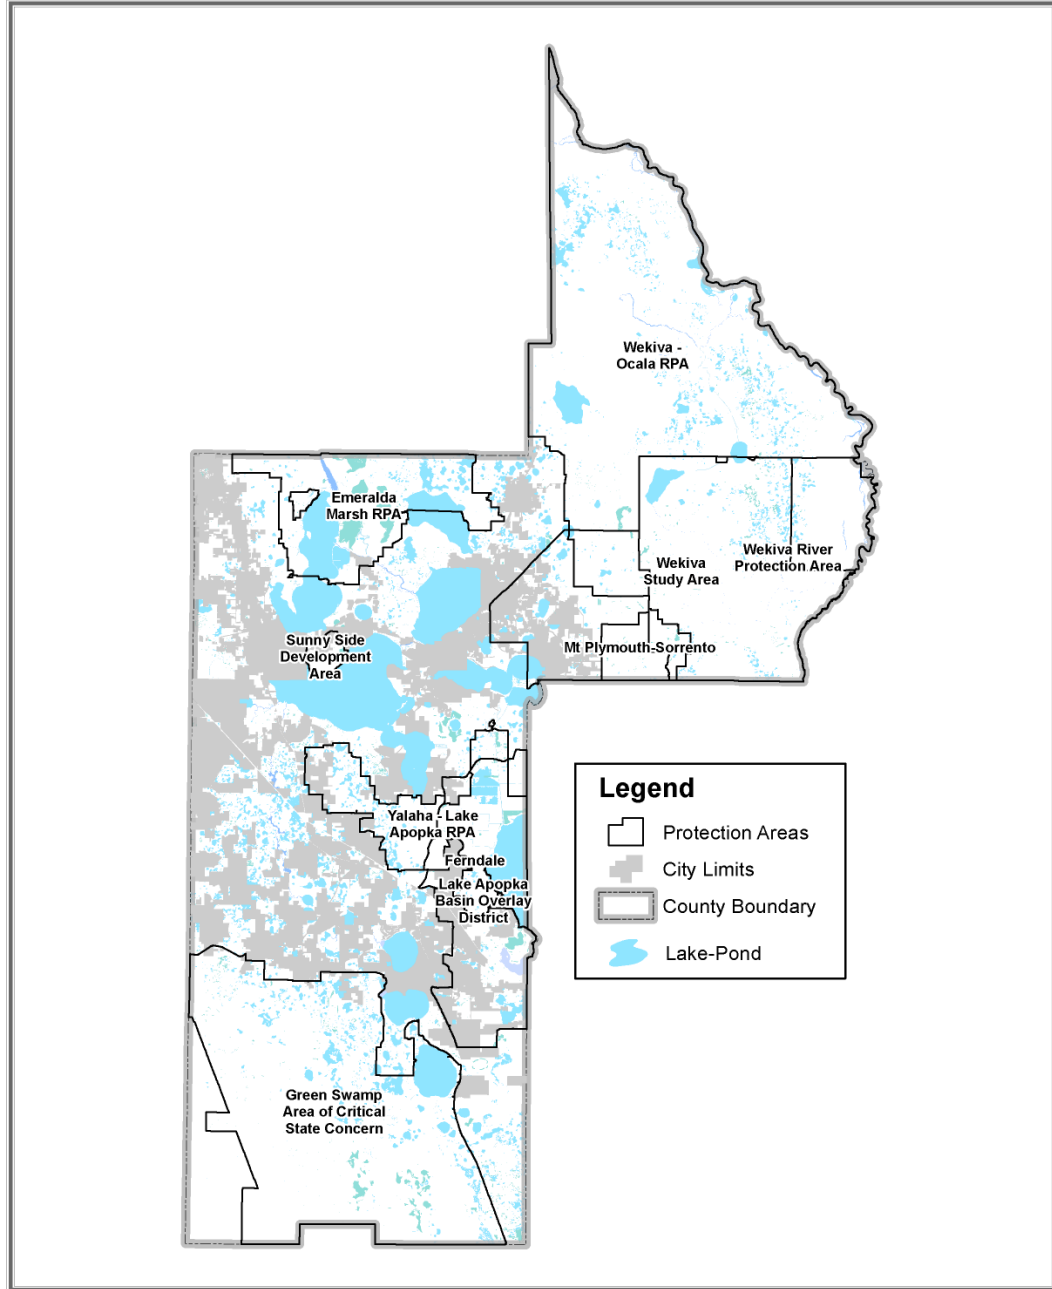 Wekiva -
Ocala RPA
Emeralda
Marsh RPA
Wekiva River
Protection Area
Wekiva
Study Area
Sunny Side
Development
Area
Mt Plymouth-Sorrento
Legend
Protection Areas
City Limits
County Boundary
Lake-Pond
Yalaha - Lake
Apopka RPA
Ferndale
Lake Apopka
Basin Overlay
District
Green Swamp
Area of Critical
State Concern